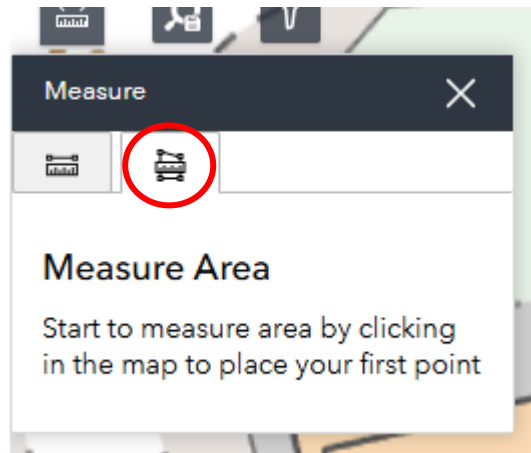 Measure
Measure Area
Start to measure area by clicking
in the map to place your first point